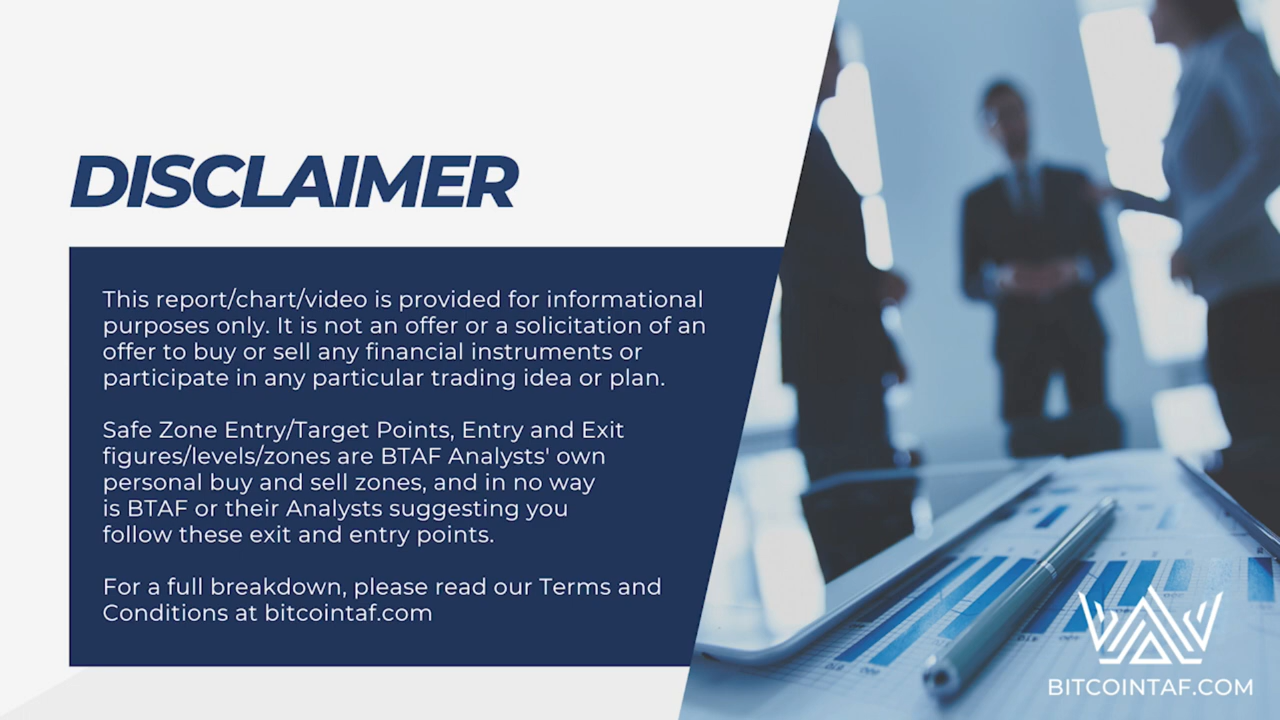 DISCLAIMER
This report/chart/video is provided for informational
purposes only. It is not an offer or a solicitation of an
offer to buy or sell any financial instruments or
participate in any particular trading idea or plan.
Safe Zone Entry/Target Points, Entry and Exit
figures/levels/zones are BTAF Analysts' own
personal buy and sell zones, and in no way
is BTAF or their Analysts suggesting you
follow these exit and entry points.
For a full breakdown, please read our Terms and
Conditions at bitcointaf.com
BITCOINTAF.COM